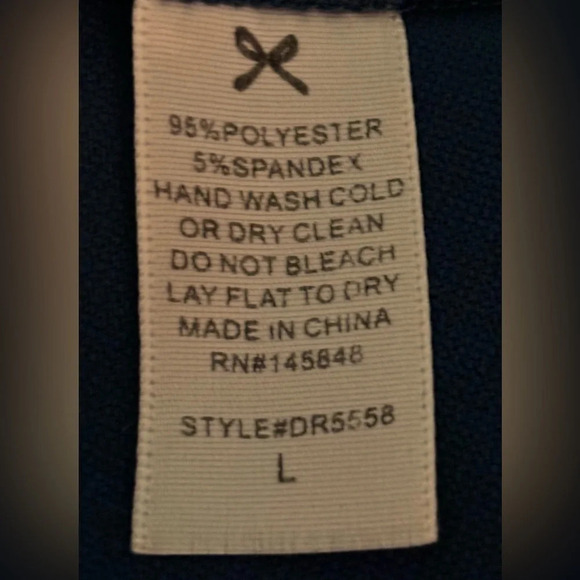 95%POLYESTER
5%SPANDEX
HAND WASH COLD
OR DRY CLEAN
DO NOT BLEACH
LAY FLAT TO DRY
MADE IN CHINA
RN#145848
STYLE#DR5558
L